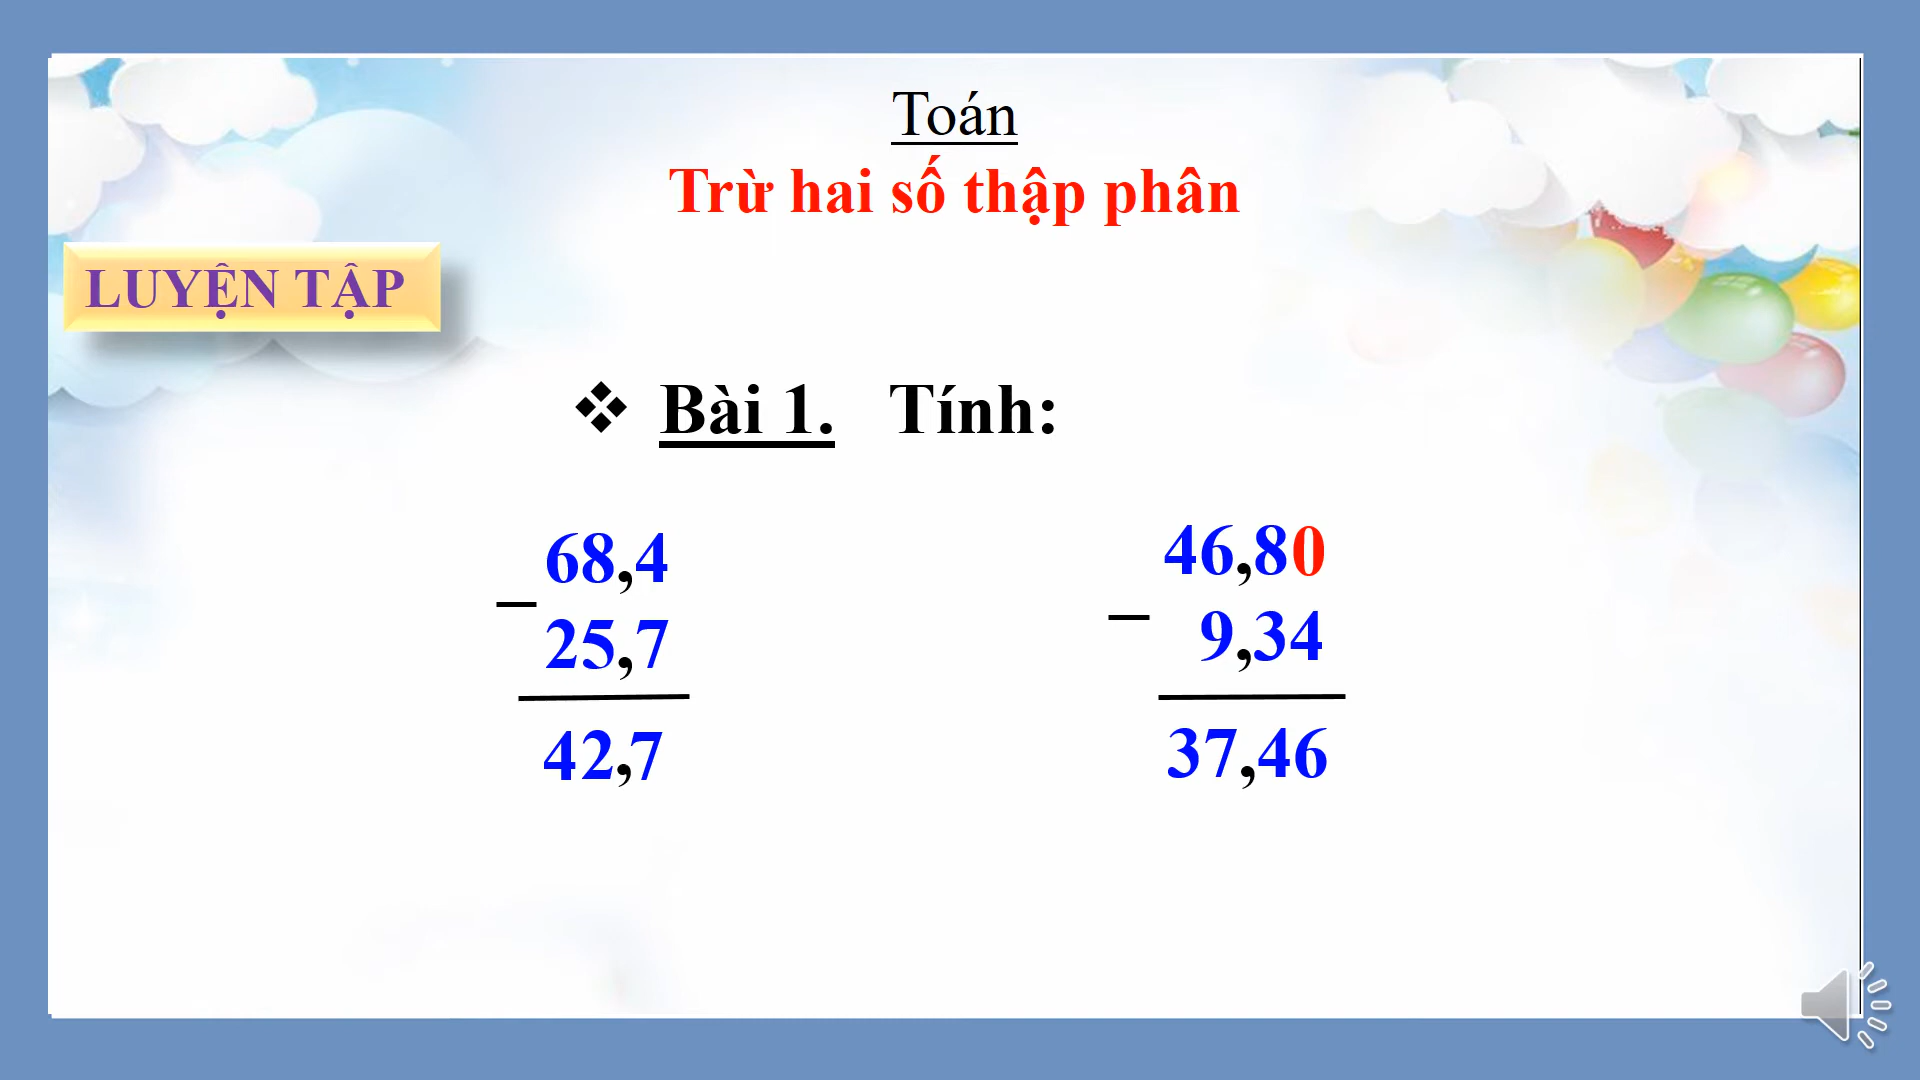 Toán
Trừ hai số thập phân
LUYỆN TẬP
❖ Bài 1. Tính:
68,4
–
25,7
42,7
46,80
–
9,34
37,46